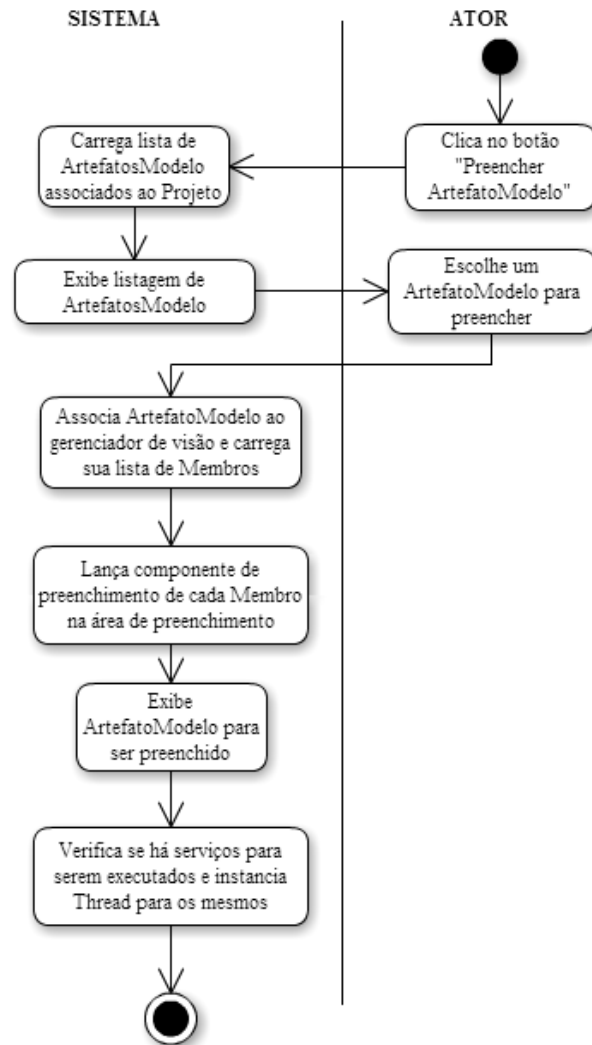 SISTEMA
ATOR
Clica no botão
"Preencher
ArtefatoModelo"
Carrega lista de
ArtefatosModelo
associados ao Projeto
Exibe listagem de
ArtefatosModelo
Escolhe um
ArtefatoModelo para
preencher
Associa ArtefatoModelo ao
gerenciador de visão e carrega
sua lista de Membros
Lança componente de
preenchimento de cada Membro
na área de preenchimento
Exibe
ArtefatoModelo para
ser preenchido
Verifica se há serviços para
serem executados e instancia
Thread para os mesmos